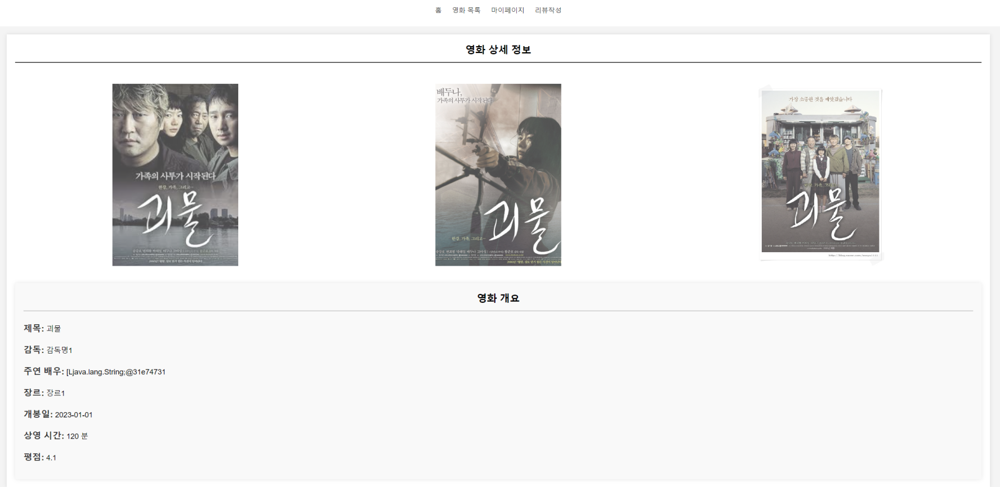 홈 영화 목록 마이페이지 리뷰작성
영화 상세 정보
가족의 사투가 시작된다
한강, 가족, 그리고…
괴물
배두나,
가족의 사투가 시작된다
괴물
한강, 가족, 그리고…
가장 소중한 것을 빼앗겼습니다
한강, 가족, 그리고…
괴물
영화 개요
제목: 괴물
감독: 감독명1
주연 배우: [Ljava.lang.String;@31e74731
장르: 장르1
개봉일: 2023-01-01
상영 시간: 120 분
평점: 4.1